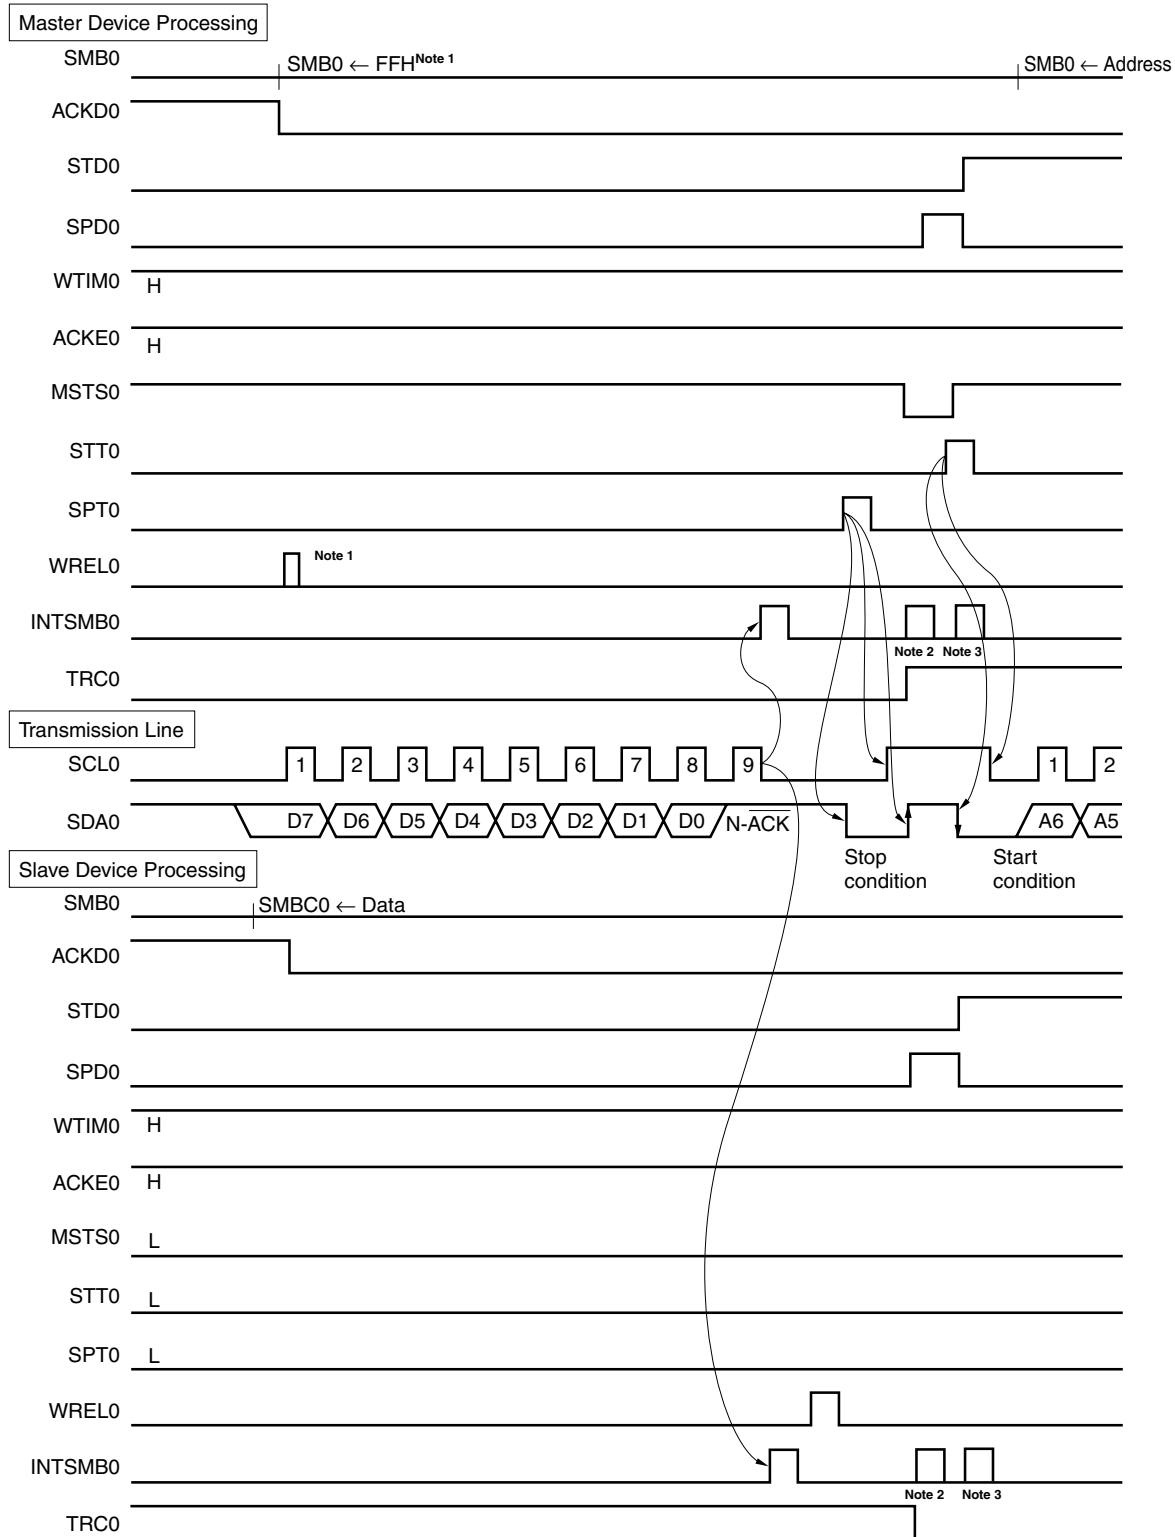 Master Device Processing
SMB0
SMB0 ← FFH Note 1
SMB0 ← Address
ACKD0
STD0
SPD0
WTIM0
H
ACKE0
H
MSTS0
STT0
SPT0
WREL0
Note 1
INTSMB0
Note 2 Note 3
TRC0
Transmission Line
SCL0
1 2 3 4 5 6 7 8 9 1 2
SDA0
D7 D6 D5 D4 D3 D2 D1 D0 N-ACK A6 A5
Stop condition
Start condition
Slave Device Processing
SMB0
SMBC0 ← Data
ACKD0
STD0
SPD0
WTIM0
H
ACKE0
H
MSTS0
L
STT0
L
SPT0
L
WREL0
INTSMB0
Note 2 Note 3
TRC0